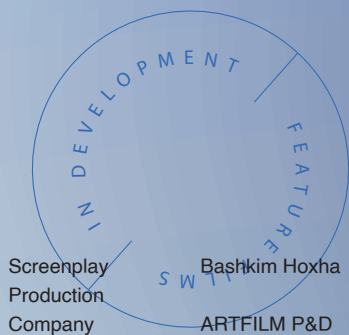 IN DEVELOPMENT
FEATURE FILMS
Screenplay Bashkim Hoxha
Production
Company ARTFILM P&D